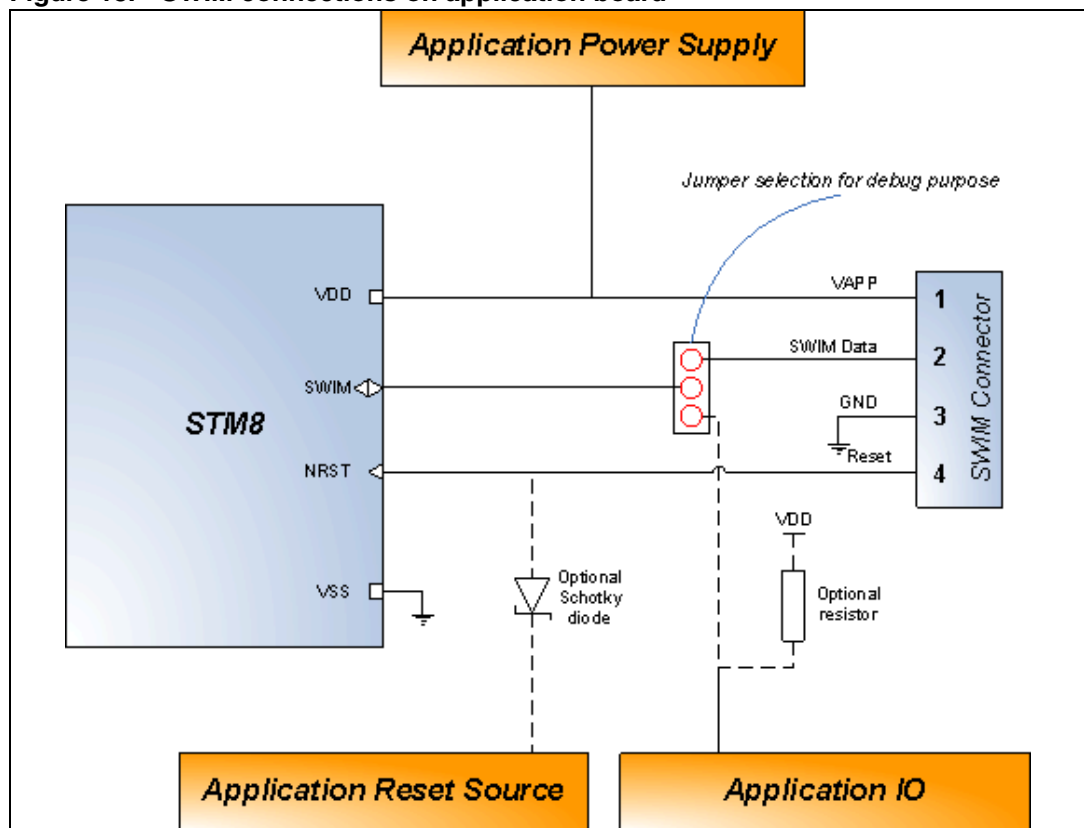 Application Power Supply
Jumper selection for debug purpose
VDD
VAPP
1
SWIM Data
2
SWIM
GND
3
STM8
NRST
Reset
4
SWIM Connector
VDD
VSS
Optional
Schotky
diode
Optional
resistor
Application Reset Source
Application IO